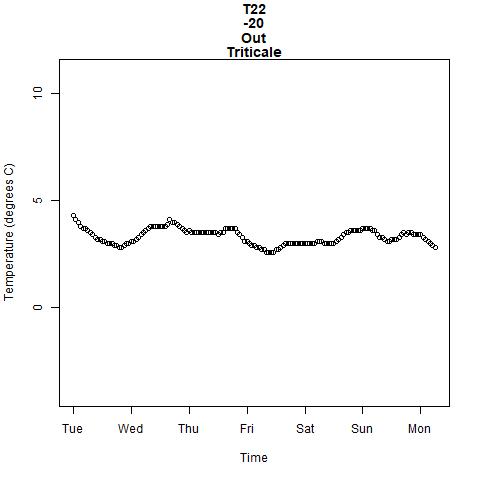 T22
-20
Out
Triticale
10
5
0
Temperature (degrees C)
Tue Wed Thu Fri Sat Sun Mon
Time